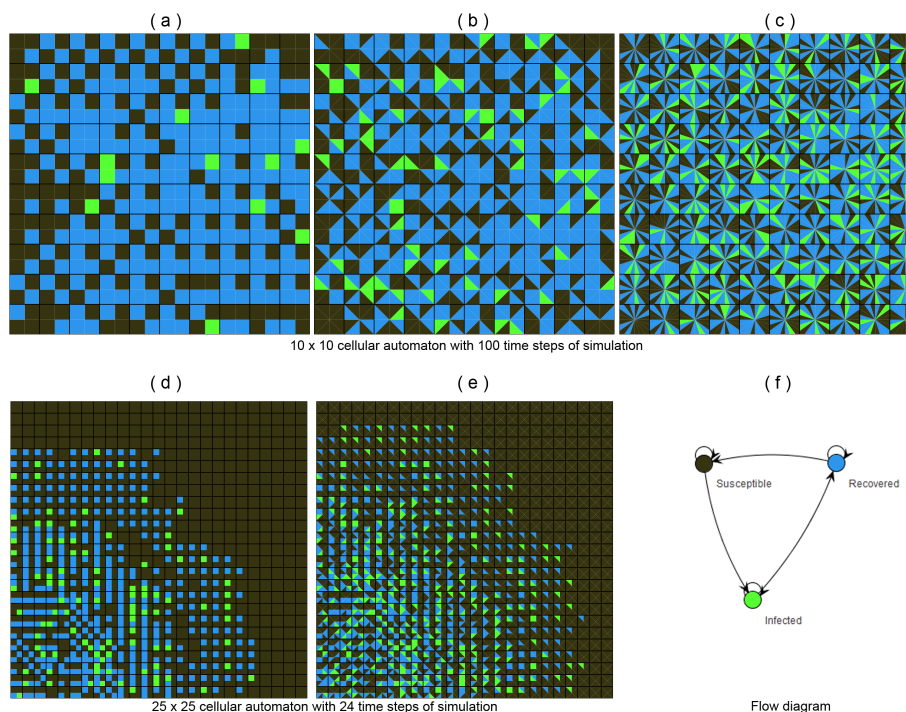 ( a )
( b )
( c )
10 x 10 cellular automaton with 100 time steps of simulation
( d )
( e )
( f )
Susceptible
Recovered
Infected
25 x 25 cellular automaton with 24 time steps of simulation
Flow diagram